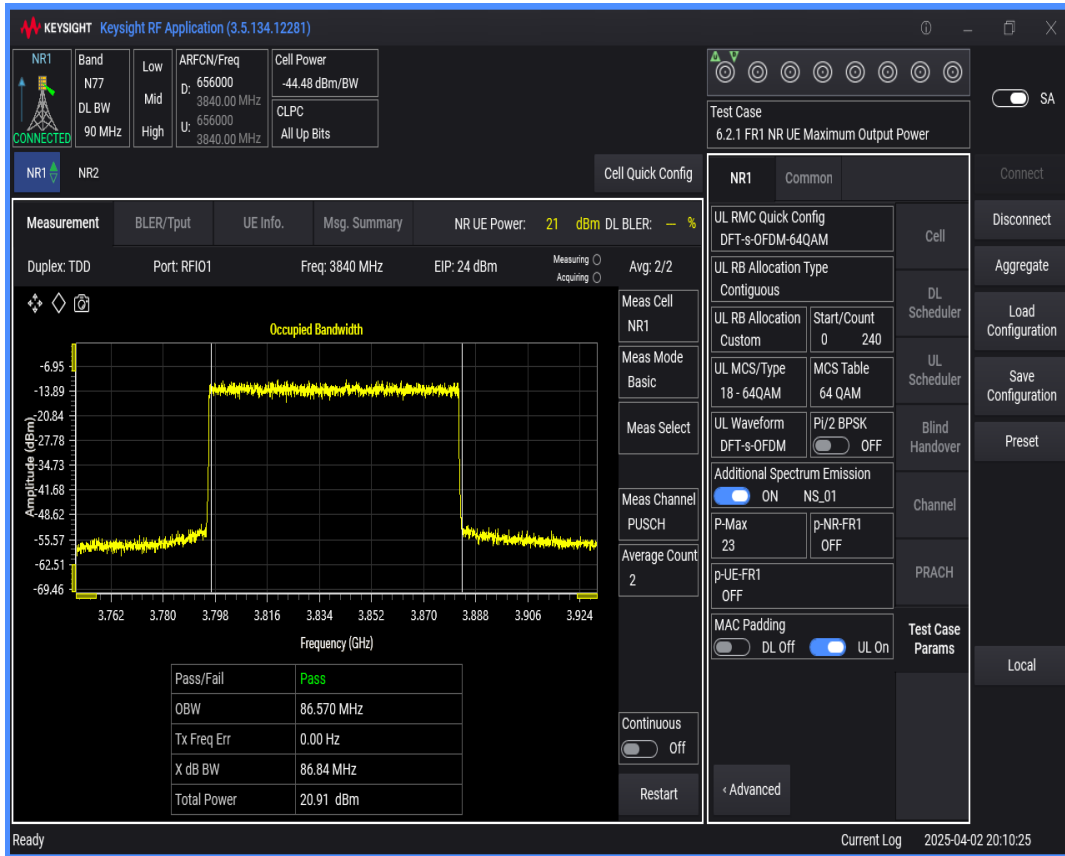 KEYSIGHT Keysight RF Application (3.5.134.12281)
NR1
CONNECTED
Band
N77
DL BW
90 MHz
Low
Mid
High
ARFCN/Freq
D: 656000
3840.00 MHz
U: 656000
3840.00 MHz
Cell Power
-44.48 dBm/BW
CLPC
All Up Bits
Test Case
6.2.1 FR1 NR UE Maximum Output Power
SA
NR1 NR2 Cell Quick Config
Measurement BLER/Tput UE Info. Msg. Summary NR UE Power: 21 dBm DL BLER: — %
Duplex: TDD Port: RFIO1 Freq: 3840 MHz EIP: 24 dBm Measuring Avg: 2/2
Acquiring
Occupied Bandwidth
Amplitude (dBm)
-6.95
-13.89
-20.84
-27.78
-34.73
-41.68
-48.62
-55.57
-62.51
-69.46
3.762 3.780 3.798 3.816 3.834 3.852 3.870 3.888 3.906 3.924
Frequency (GHz)
Pass/Fail Pass
OBW 86.570 MHz
Tx Freq Err 0.00 Hz
X dB BW 86.84 MHz
Total Power 20.91 dBm
Meas Cell
NR1
Meas Mode
Basic
Meas Select
Meas Channel
PUSCH
Average Count
2
Continuous
Off
Restart
NR1 Common
UL RMC Quick Config
DFT-s-OFDM-64QAM
UL RB Allocation Type
Contiguous
UL RB Allocation Start/Count
Custom 0 240
UL MCS/Type MCS Table
18 - 64QAM 64 QAM
UL Waveform Pi/2 BPSK
DFT-s-OFDM OFF
Additional Spectrum Emission
ON NS_01
P-Max p-NR-FR1
23 OFF
p-UE-FR1
OFF
MAC Padding
DL Off UL On
‹ Advanced
Cell
DL
Scheduler
UL
Scheduler
Blind
Handover
Channel
PRACH
Test Case
Params
Connect
Disconnect
Aggregate
Load
Configuration
Save
Configuration
Preset
Local
Ready Current Log 2025-04-02 20:10:25